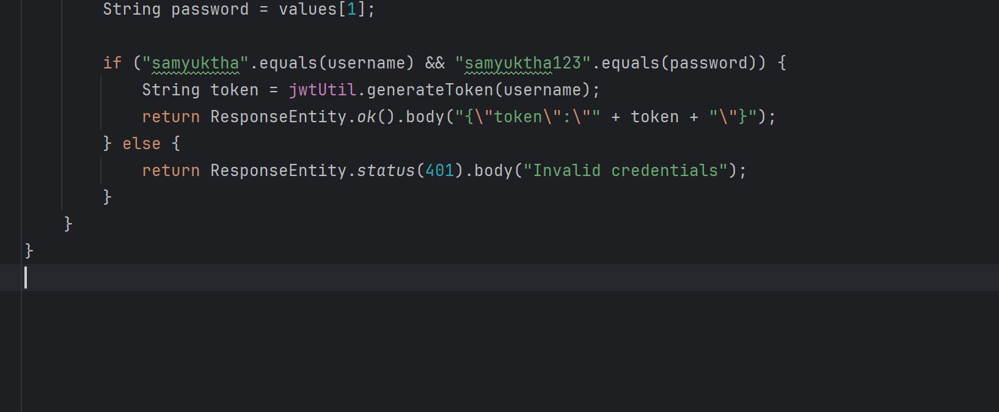 String password = values[1];
if ("samyuktha".equals(username) && "samyuktha123".equals(password)) {
String token = jwtUtil.generateToken(username);
return ResponseEntity.ok().body("{\"token\":\"" + token + "\"}");
} else {
return ResponseEntity.status(401).body("Invalid credentials");
}
}
}